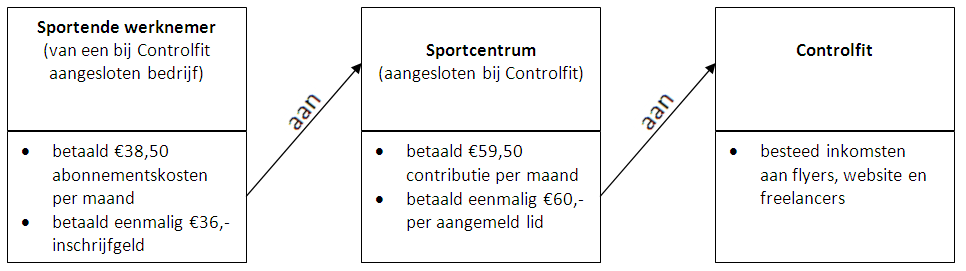 Sportende werknemer
(van een bij Controlfit
aangesloten bedrijf)
• betaald €38,50
abonnementskosten
per maand
• betaald eenmalig €36,-
inschrijfgeld
aan
Sportcentrum
(aangesloten bij Controlfit)
• betaald €59,50
contributie per maand
• betaald eenmalig €60,-
per aangemeld lid
aan
Controlfit
• besteed inkomsten
aan flyers, website en
freelancers